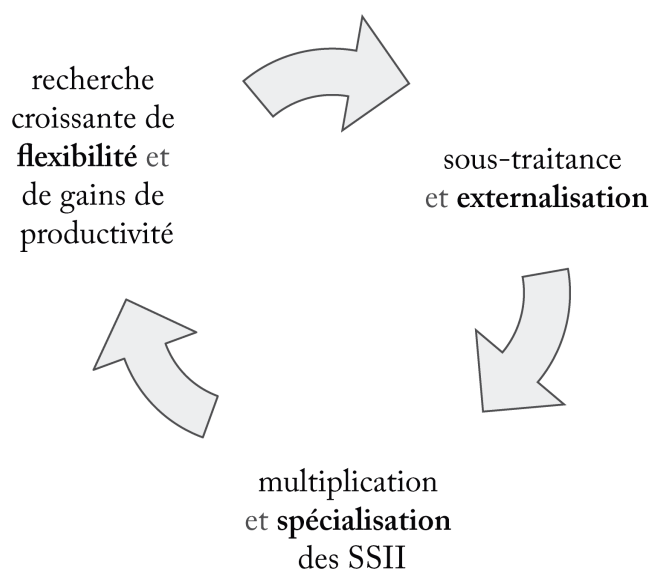 recherche
croissante de
flexibilité et
de gains de
productivité
sous-traitance
et externalisation
multiplication
et spécialisation
des SSII